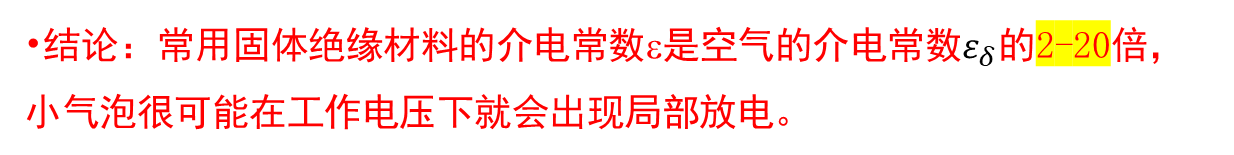 •结论：常用固体绝缘材料的介电常数ε是空气的介电常数ε_δ的2-20倍，
小气泡很可能在工作电压下就会出现局部放电。